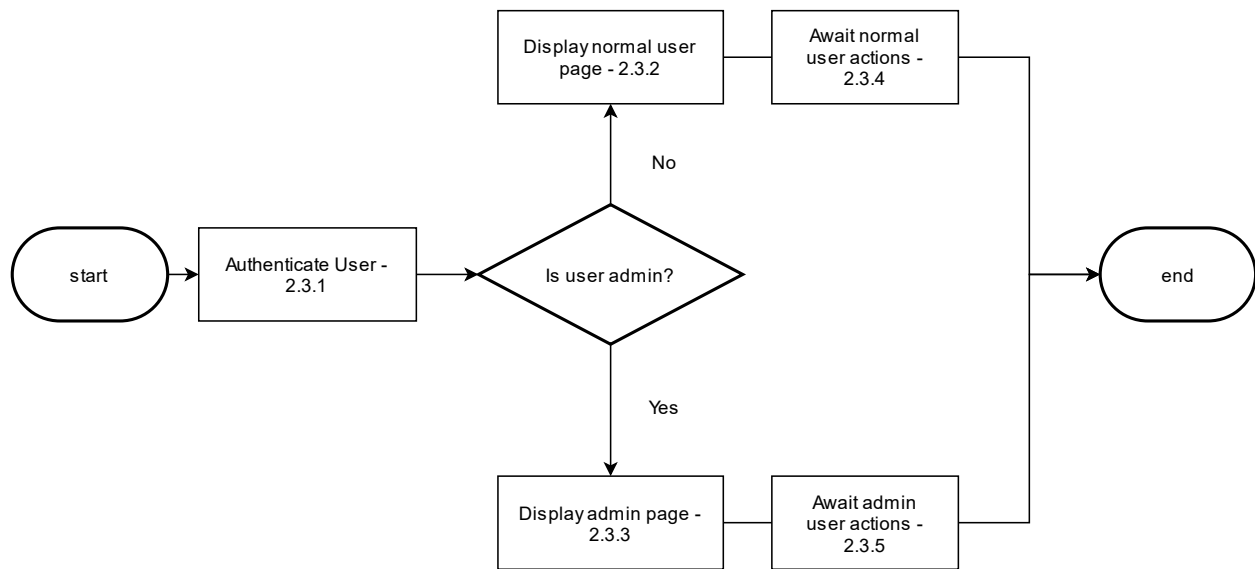 start
Authenticate User -
2.3.1
Is user admin?
No
Display normal user
page - 2.3.2
Await normal
user actions -
2.3.4
Yes
Display admin page -
2.3.3
Await admin
user actions -
2.3.5
end